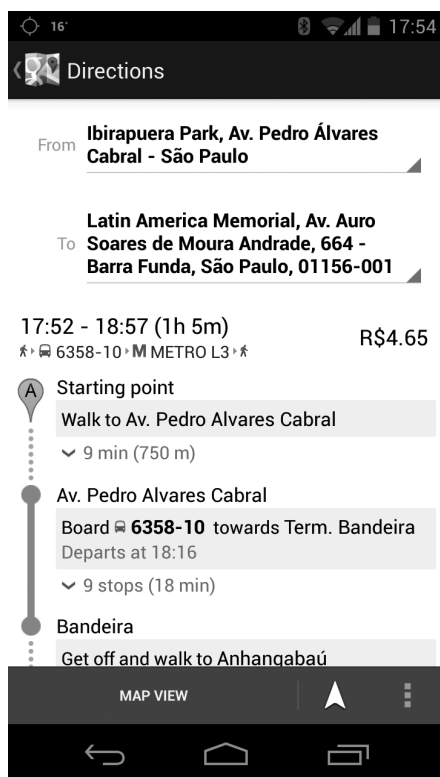 16°
17:54
Directions
From
Ibirapuera Park, Av. Pedro Álvares
Cabral - São Paulo
To
Latin America Memorial, Av. Auro
Soares de Moura Andrade, 664 -
Barra Funda, São Paulo, 01156-001
17:52 - 18:57 (1h 5m)
R$4.65
6358-10 M METRO L3
A
Starting point
Walk to Av. Pedro Alvares Cabral
9 min (750 m)
Av. Pedro Alvares Cabral
Board 6358-10 towards Term. Bandeira
Departs at 18:16
9 stops (18 min)
Bandeira
Get off and walk to Anhangabaú
MAP VIEW